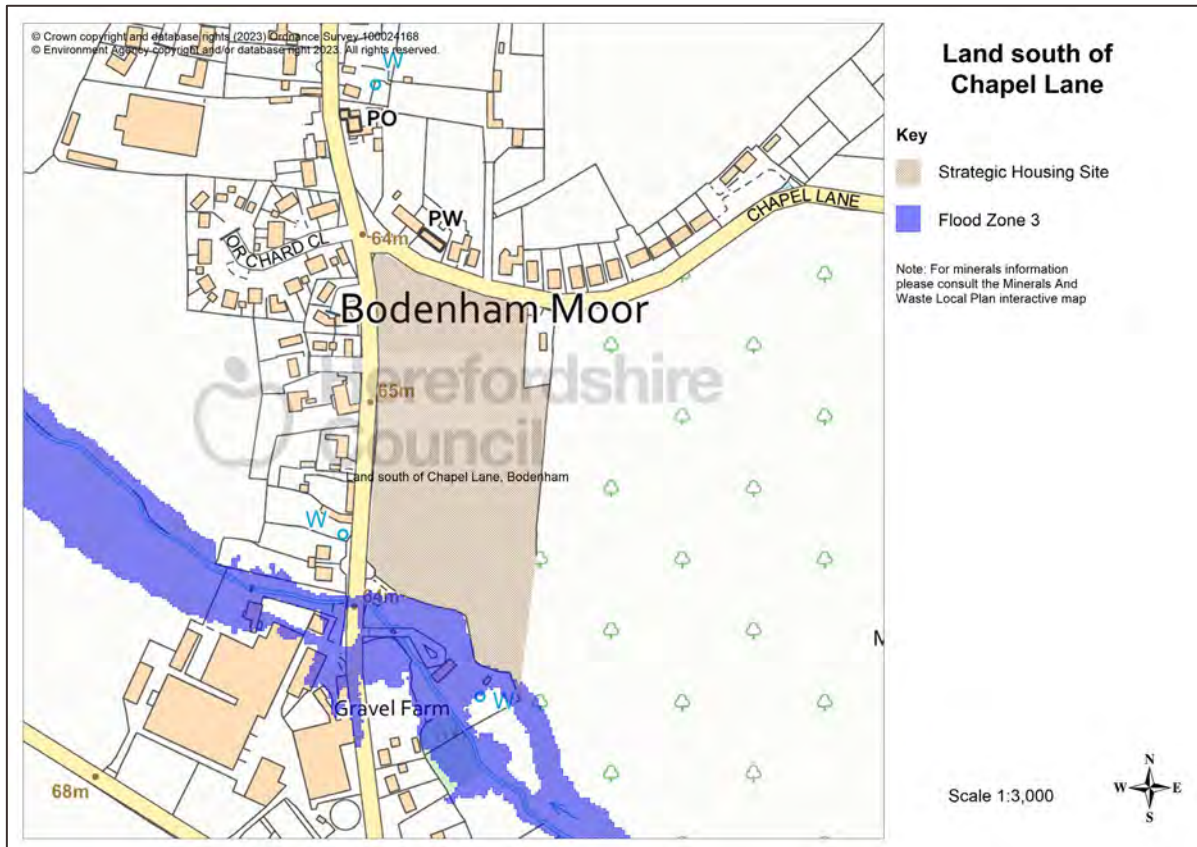 © Crown copyright and database rights (2023) Ordnance Survey 100024168
© Environment Agency copyright and/or database right 2023. All rights reserved.
W
PO
PW
CHAPEL LANE
64m
ORCHARD CL
Bodenham Moor
Herefordshire
65m
Council
Land south of Chapel Lane, Bodenham
W
64m
M
W
Gravel Farm
68m
Land south of
Chapel Lane
Key
Strategic Housing Site
Flood Zone 3
Note: For minerals information
please consult the Minerals And
Waste Local Plan interactive map
Scale 1:3,000
N
W E
S